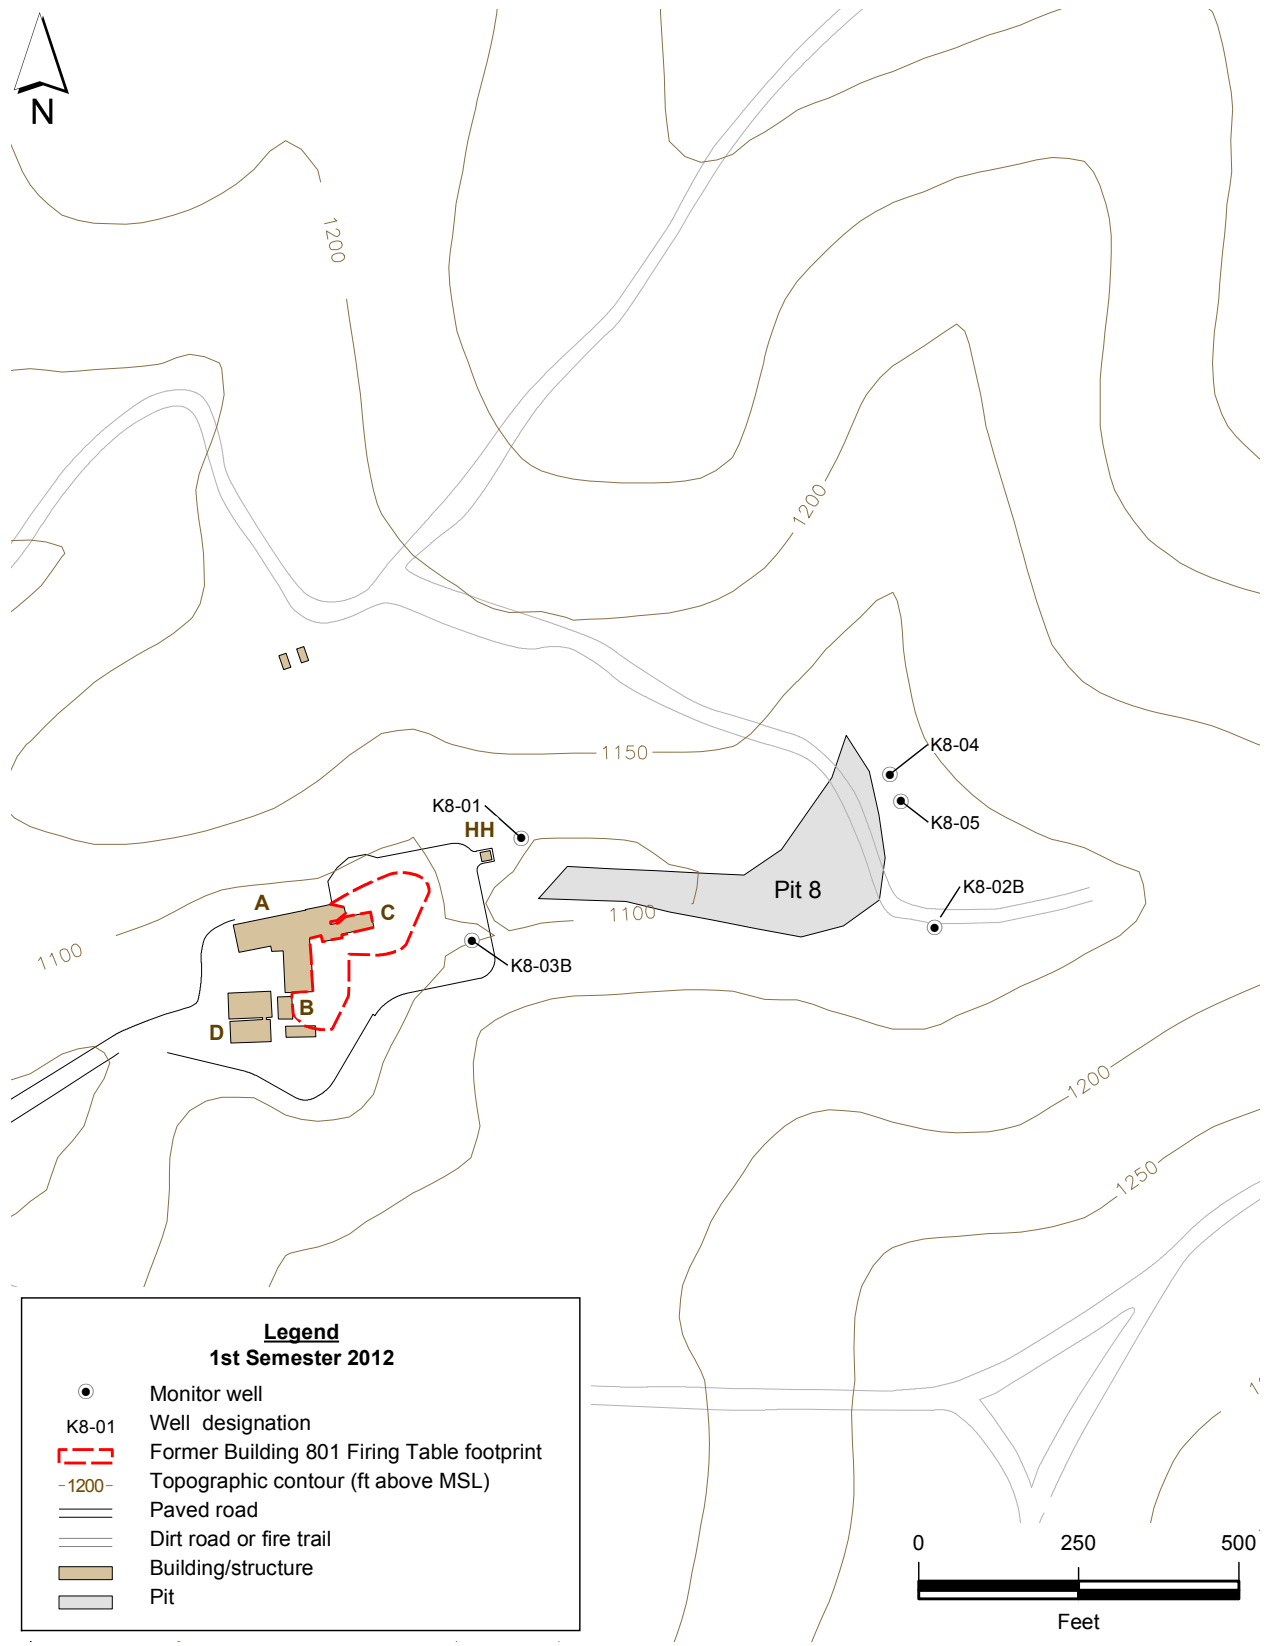 N
1200
1200
K8-04
1150
K8-01
K8-05
HH
Pit 8
K8-02B
A
C
1100
1100
K8-03B
B
D
1200
1250
Legend
1st Semester 2012
Monitor well
K8-01 Well designation
Former Building 801 Firing Table footprint
-1200- Topographic contour (ft above MSL)
Paved road
Dirt road or fire trail
Building/structure
Pit
0 250 500
Feet